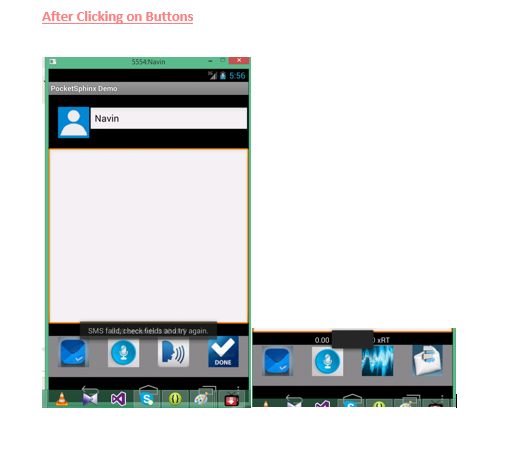 After Clicking on Buttons
5554:Navin
5:56
PocketSphinx Demo
Navin
SMS faild, check fields and try again.
DONE
0.00 xRT